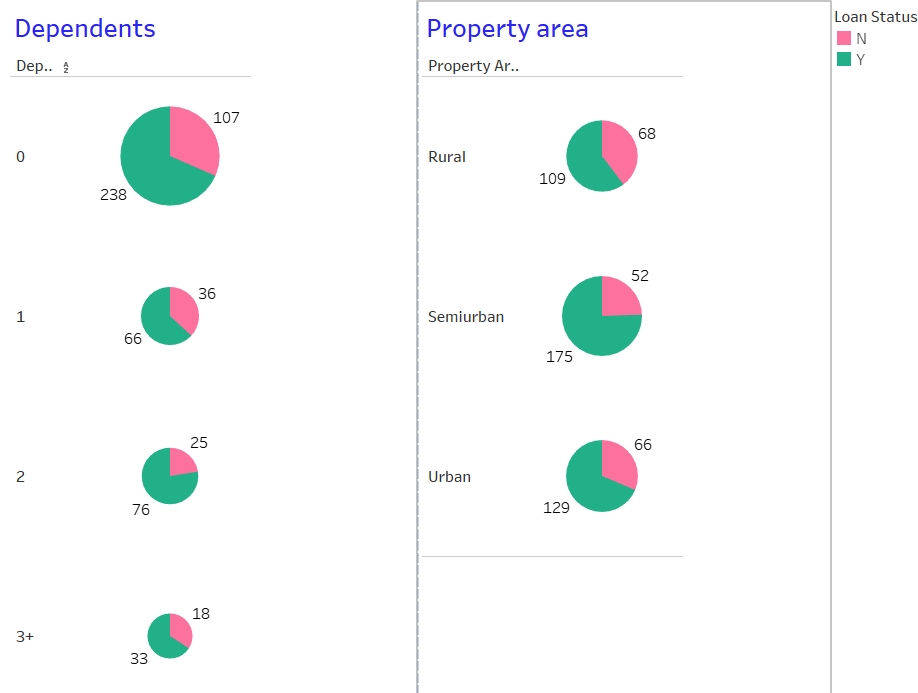 Dependents
Dep.. AZ
0
107
238
1
36
66
2
25
76
3+
18
33
Property area
Property Ar..
Rural
68
109
Semiurban
52
175
Urban
66
129
Loan Status
N
Y